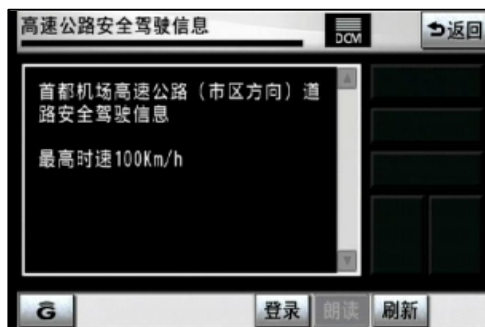 高速公路安全驾驶信息
DCM
返回
首都机场高速公路（市区方向）道
路安全驾驶信息
最高时速100Km/h
G
登录
朗读
刷新